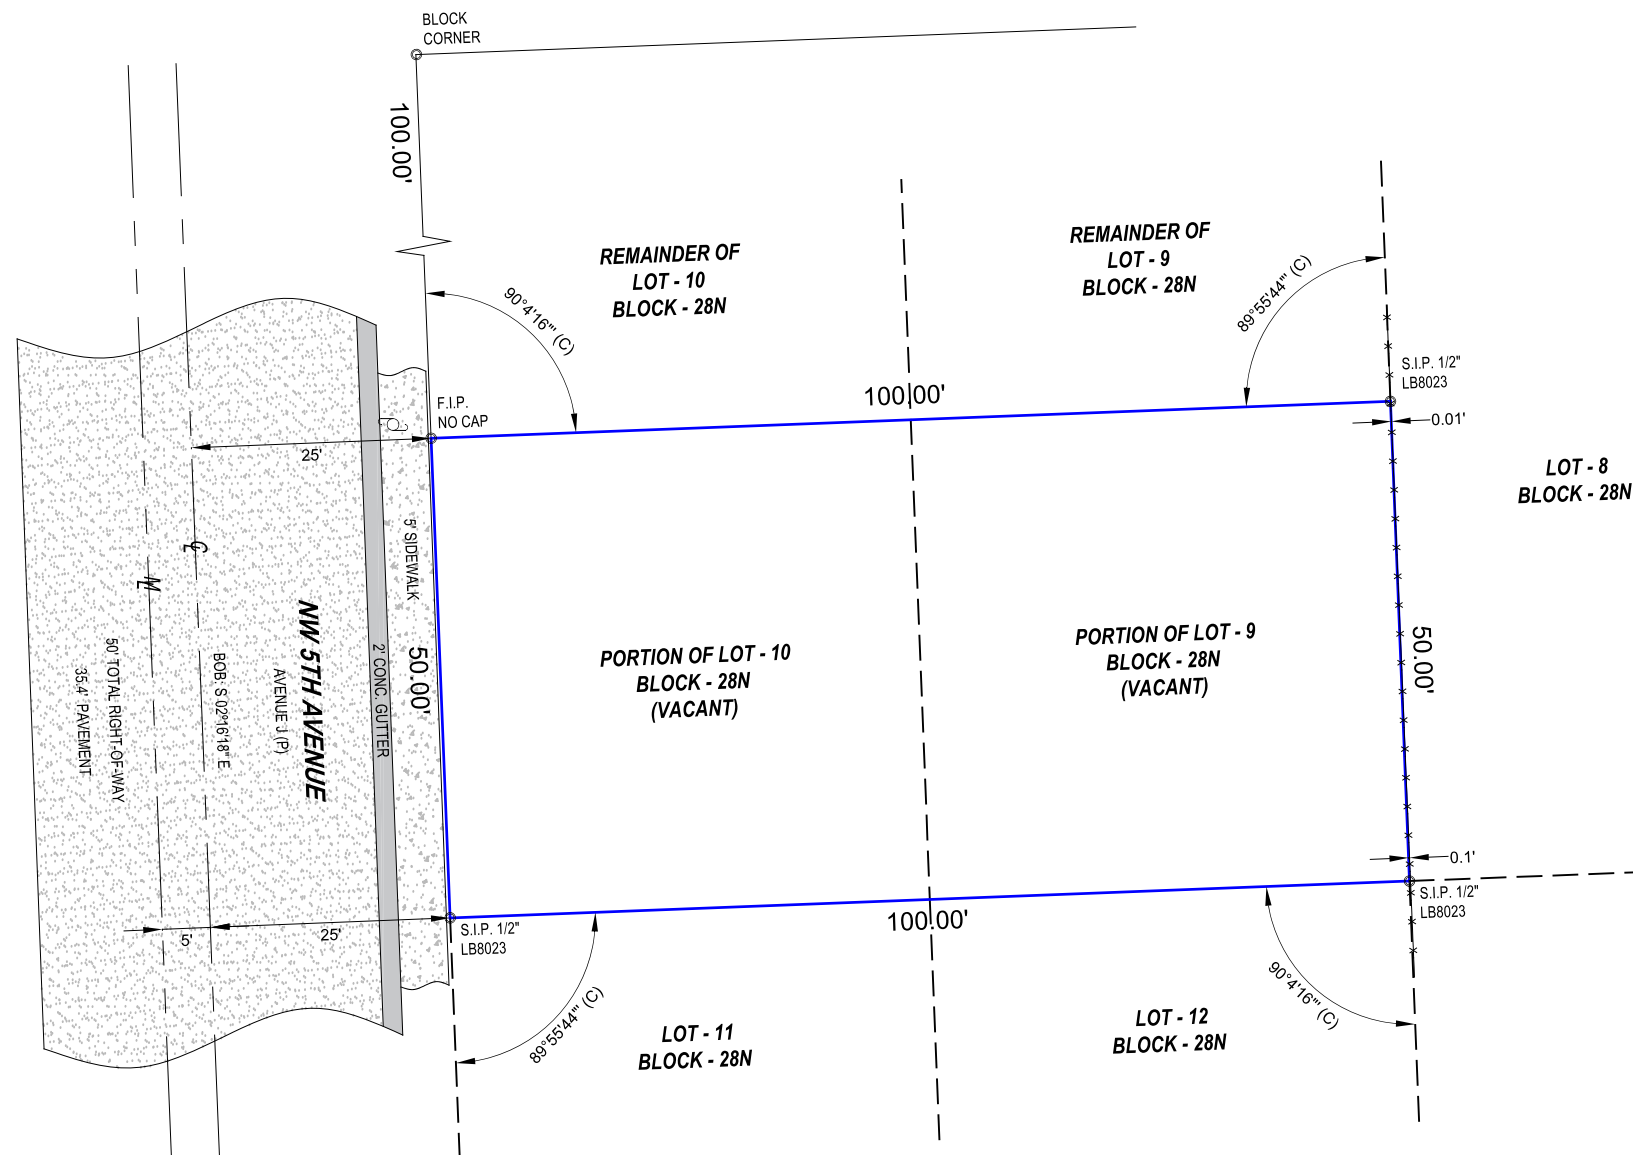 BLOCK
CORNER
100.00'
REMAINDER OF
LOT - 10
BLOCK - 28N
REMAINDER OF
LOT - 9
BLOCK - 28N
90°4'16"' (C)
89°55'44"' (C)
S.I.P. 1/2"
LB8023
0.01'
F.I.P.
NO CAP
100.00'
25'
LOT - 8
BLOCK - 28N
5' SIDEWALK
CL
ML
NW 5TH AVENUE
AVENUE J (P)
BOB: S 02°16'18" E
50' TOTAL RIGHT-OF-WAY
35.4' PAVEMENT
2' CONC. GUTTER
50.00'
PORTION OF LOT - 10
BLOCK - 28N
(VACANT)
PORTION OF LOT - 9
BLOCK - 28N
(VACANT)
50.00'
0.1'
S.I.P. 1/2"
LB8023
5'
25'
S.I.P. 1/2"
LB8023
100.00'
89°55'44"' (C)
90°4'16"' (C)
LOT - 11
BLOCK - 28N
LOT - 12
BLOCK - 28N